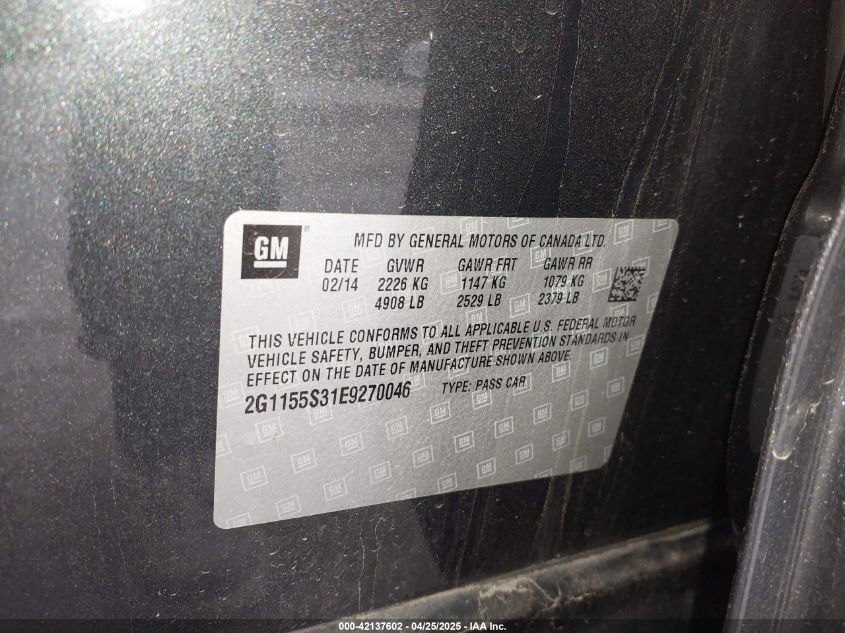 GM
MFD BY GENERAL MOTORS OF CANADA LTD.
DATE GVWR GAWR FRT GAWR RR
02/14 2226 KG 1147 KG 1079 KG
4908 LB 2529 LB 2379 LB
THIS VEHICLE CONFORMS TO ALL APPLICABLE U.S. FEDERAL MOTOR
VEHICLE SAFETY, BUMPER, AND THEFT PREVENTION STANDARDS IN
EFFECT ON THE DATE OF MANUFACTURE SHOWN ABOVE.
2G1155S31E9270046 TYPE: PASS CAR
000-42137602 - 04/25/2025 - IAA Inc.